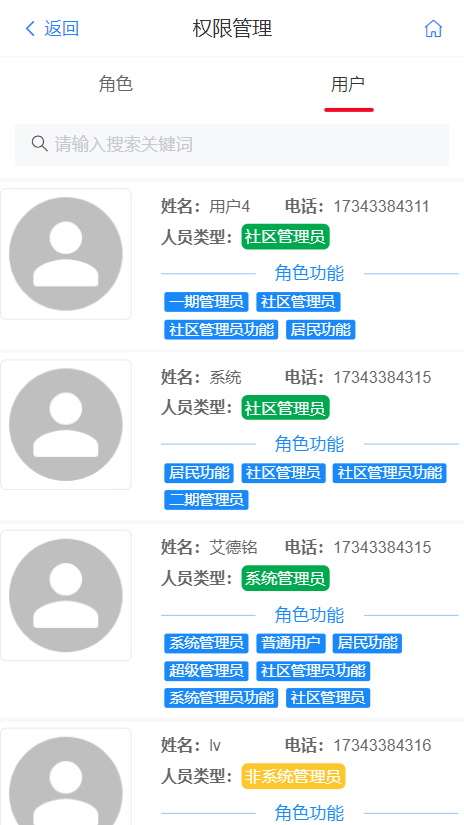 返回 权限管理
角色 用户
请输入搜索关键词
姓名：用户4 电话：17343384311
人员类型：社区管理员
角色功能
一期管理员 社区管理员
社区管理员功能 居民功能
姓名：系统 电话：17343384315
人员类型：社区管理员
角色功能
居民功能 社区管理员 社区管理员功能
二期管理员
姓名：艾德铭 电话：17343384315
人员类型：系统管理员
角色功能
系统管理员 普通用户 居民功能
超级管理员 社区管理员功能
系统管理员功能 社区管理员
姓名：lv 电话：17343384316
人员类型：非系统管理员
角色功能